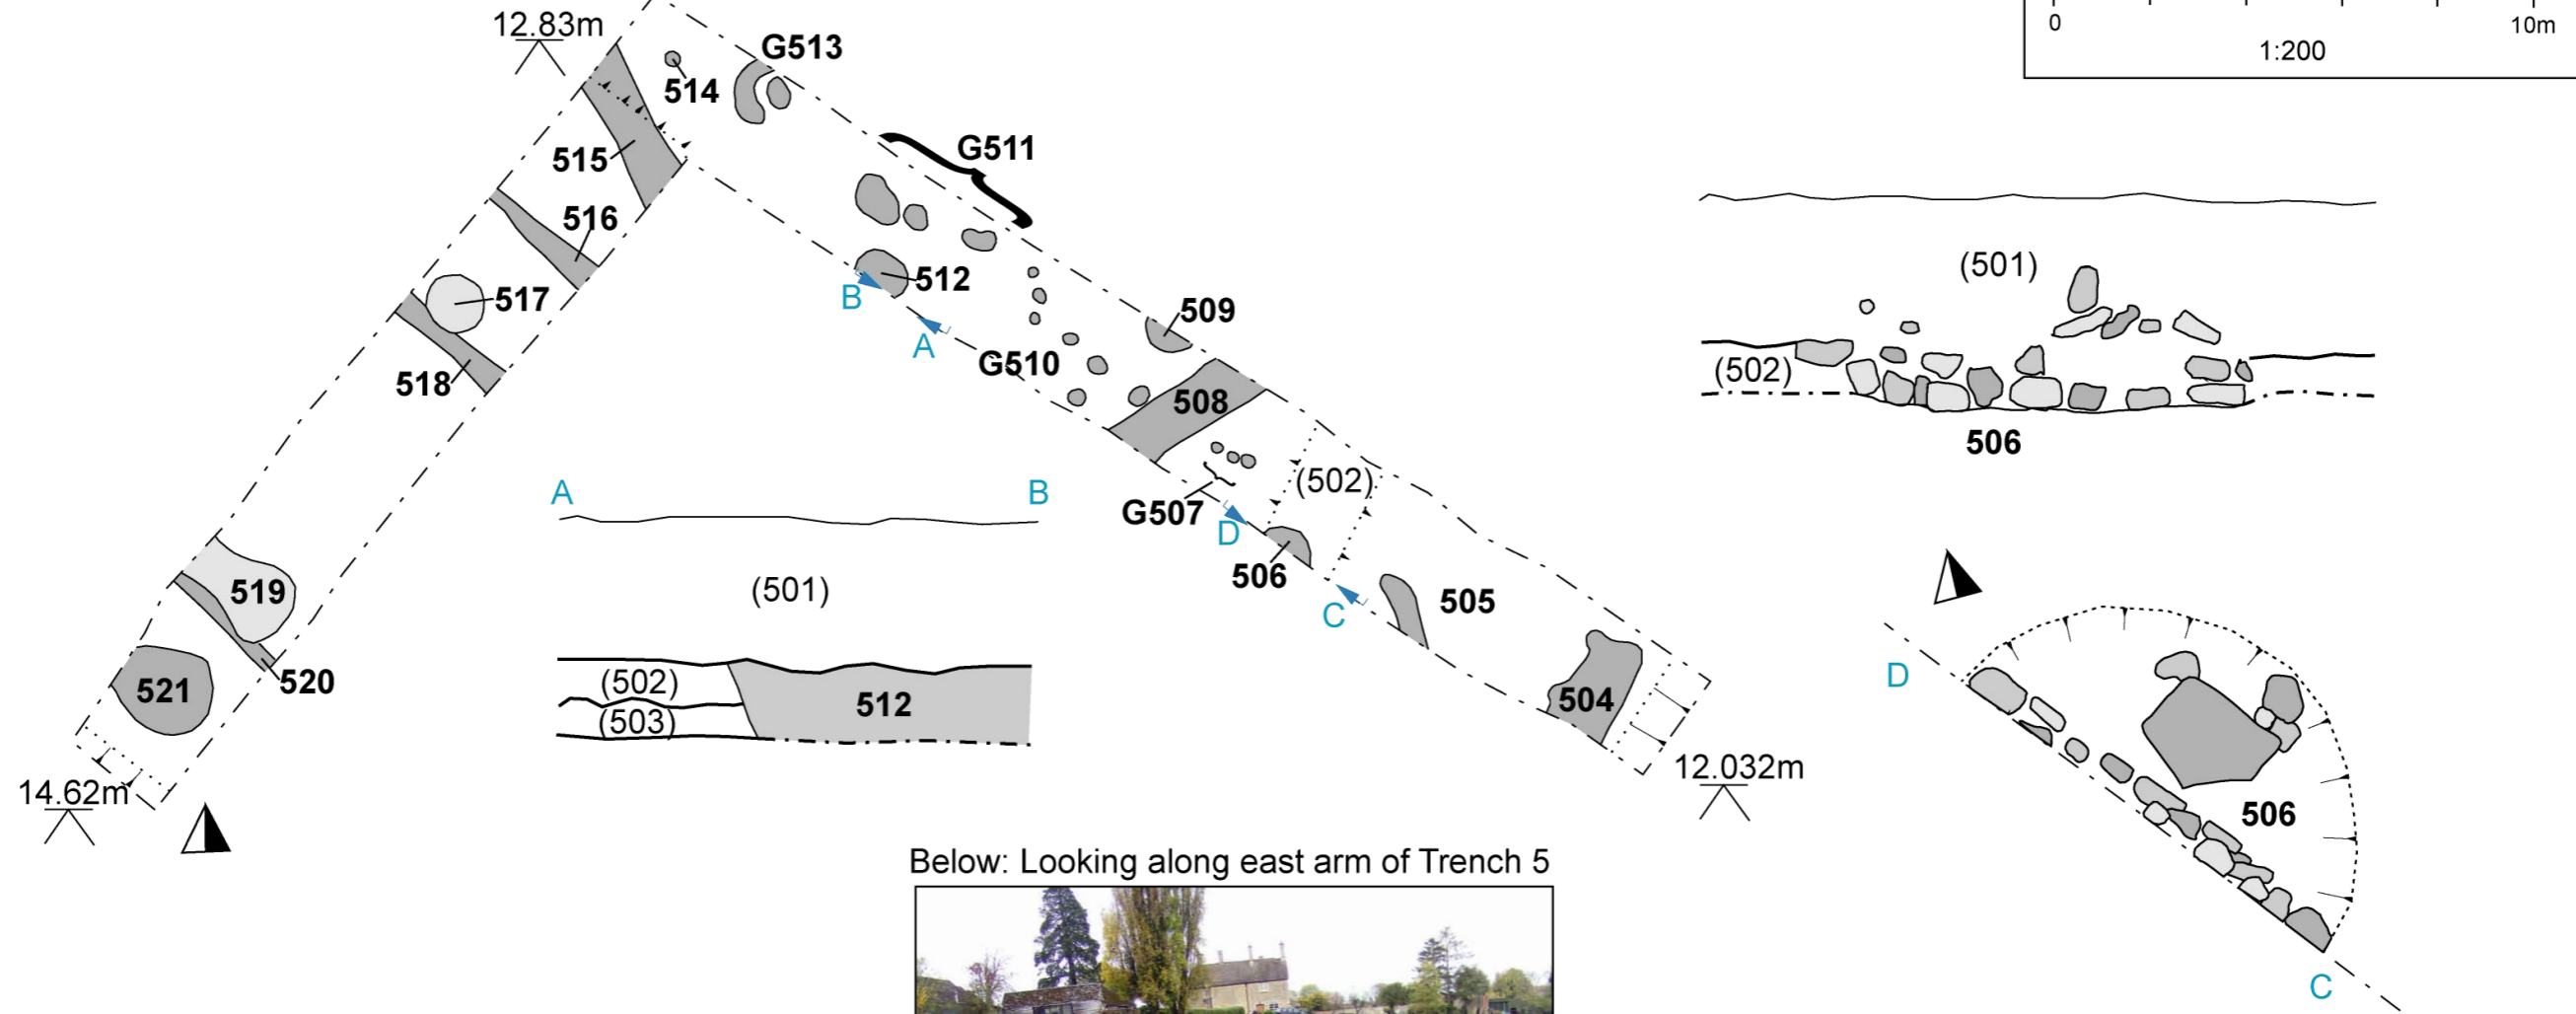 12.83m
G513
0 10m
1:200
514
G511
515
516
(501)
512
517
B
509
A
G510
(502)
518
508
506
A B
(502)
G507
D
506
(501)
C
505
519
D
520
521
(502)
(503)
512
504
12.032m
14.62m
506
Below: Looking along east arm of Trench 5
C